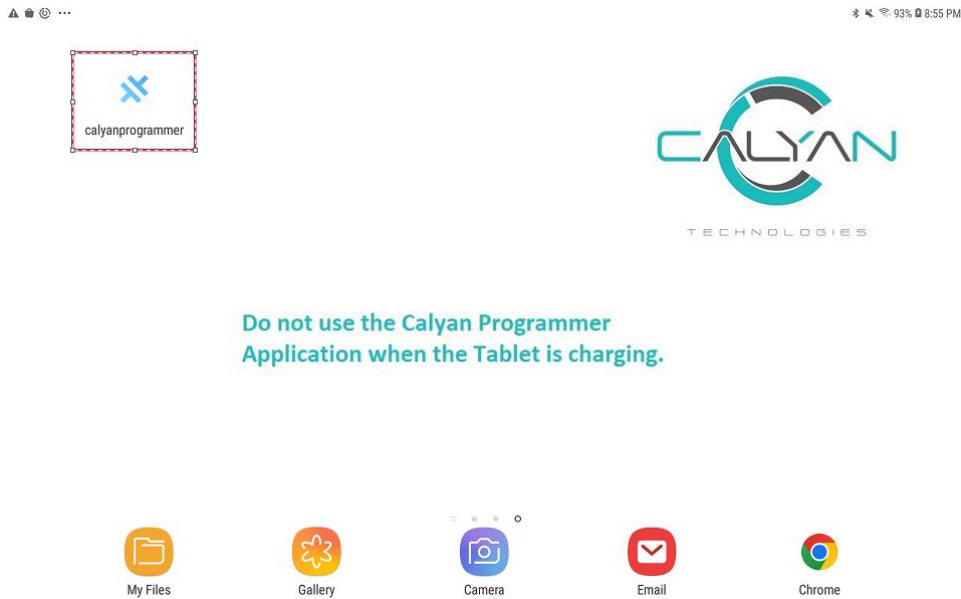 93% 8:55 PM
calyanprogrammer
CALYAN
TECHNOLOGIES
Do not use the Calyan Programmer
Application when the Tablet is charging.
My Files Gallery Camera Email Chrome